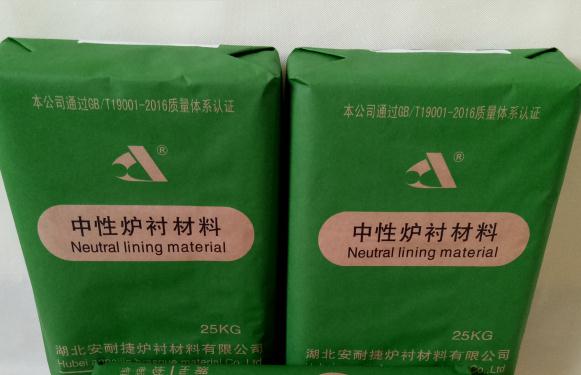 本公司通过GB/T19001-2016质量体系认证
®
中性炉衬材料
Neutral lining material
25KG
湖北安耐捷炉衬材料有限公司
Hubei
本公司通过GB/T19001-2016质量体系认证
®
中性炉衬材料
Neutral lining material
25KG
湖北安耐捷炉衬材料有限公司
Co.,Ltd